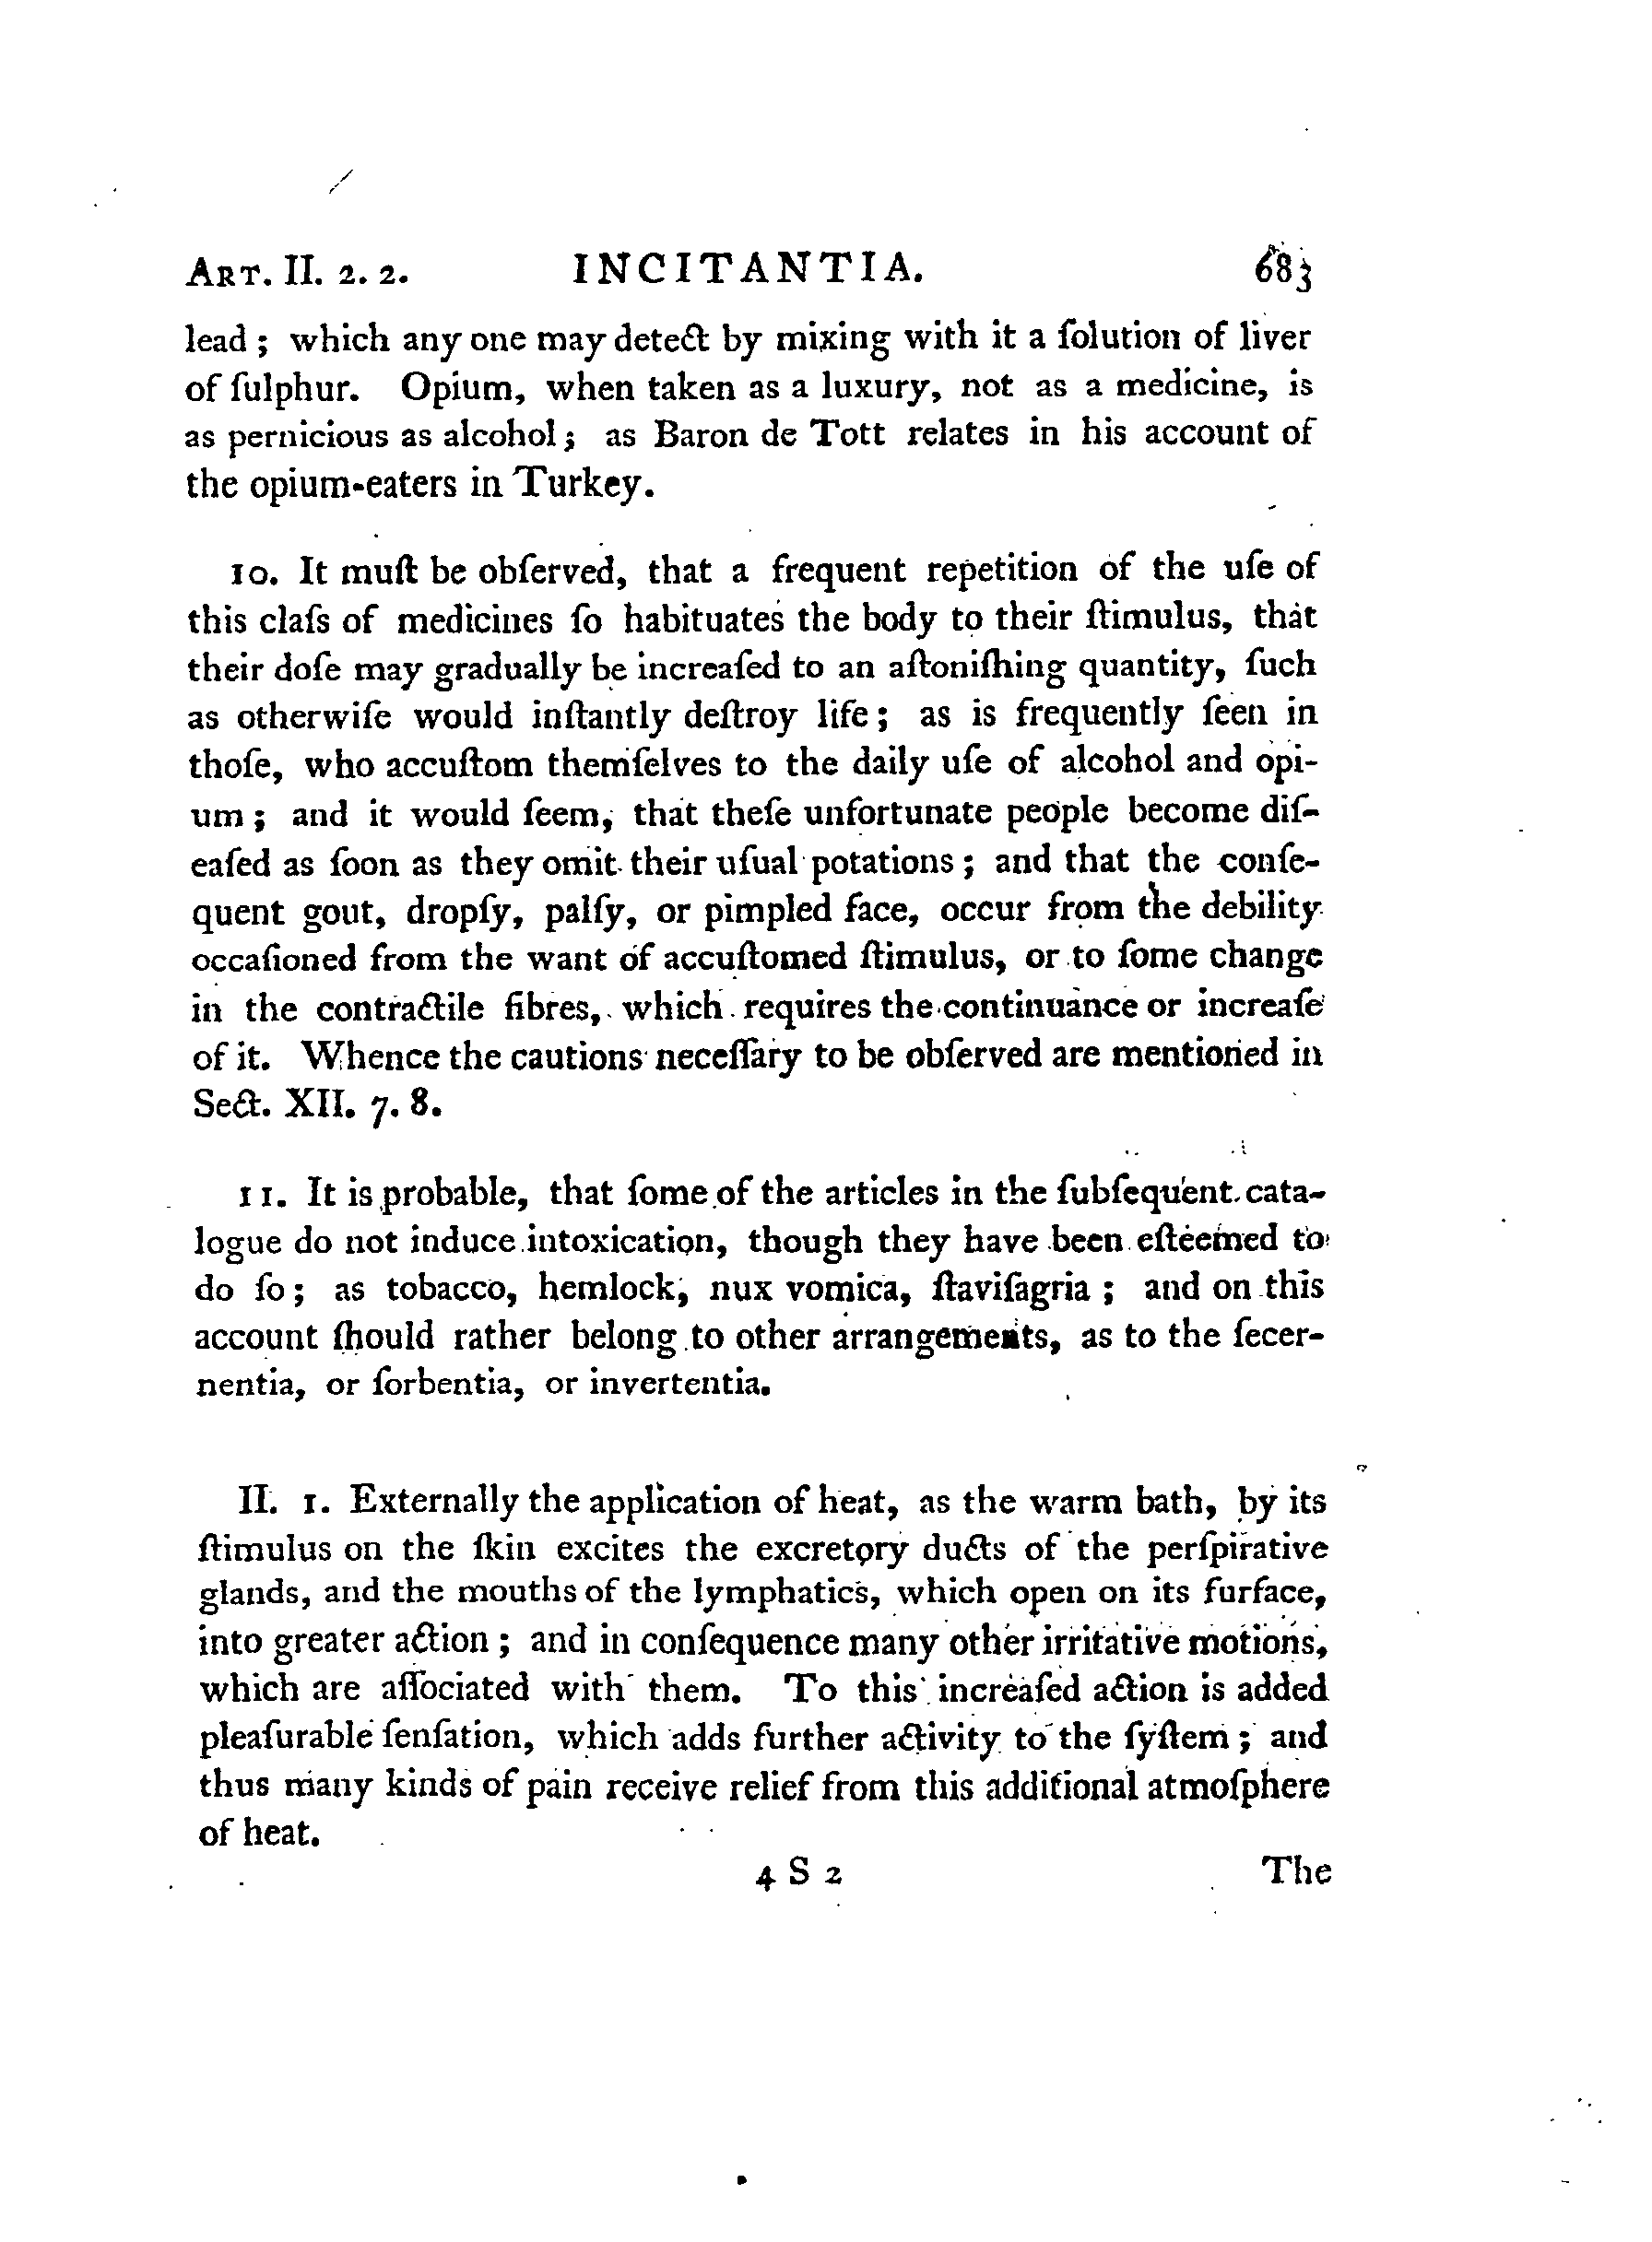 ART. II. 2. 2. INCITANTIA. 683
lead ; which any one may detect by mixing with it a ſolution of liver
of ſulphur. Opium, when taken as a luxury, not as a medicine, is
as pernicious as alcohol ; as Baron de Tott relates in his account of
the opium-eaters in Turkey.
10. It muſt be obſerved, that a frequent repetition of the uſe of
this claſs of medicines ſo habituates the body to their ſtimulus, that
their doſe may gradually be increaſed to an aſtoniſhing quantity, ſuch
as otherwiſe would inſtantly deſtroy life ; as is frequently ſeen in
thoſe, who accuſtom themſelves to the daily uſe of alcohol and opi-
um ; and it would ſeem, that theſe unfortunate people become diſ-
eaſed as ſoon as they omit their uſual potations ; and that the conſe-
quent gout, dropſy, palſy, or pimpled face, occur from the debility
occaſioned from the want of accuſtomed ſtimulus, or to ſome change
in the contractile fibres, which requires the continuance or increaſe
of it. Whence the cautions neceſſary to be obſerved are mentioned in
Sect. XII. 7. 8.
11. It is probable, that ſome of the articles in the ſubſequent cata-
logue do not induce intoxication, though they have been eſteemed to
do ſo ; as tobacco, hemlock, nux vomica, ſtaviſagria ; and on this
account ſhould rather belong to other arrangements, as to the ſecer-
nentia, or ſorbentia, or invertentia.
II. 1. Externally the application of heat, as the warm bath, by its
ſtimulus on the ſkin excites the excretory ducts of the perſpirative
glands, and the mouths of the lymphatics, which open on its furface,
into greater action ; and in conſequence many other irritative motions,
which are aſſociated with them. To this increaſed action is added
pleaſurable ſenſation, which adds further activity to the ſyſtem ; and
thus many kinds of pain receive relief from this additional atmoſphere
of heat.
4 S 2 The